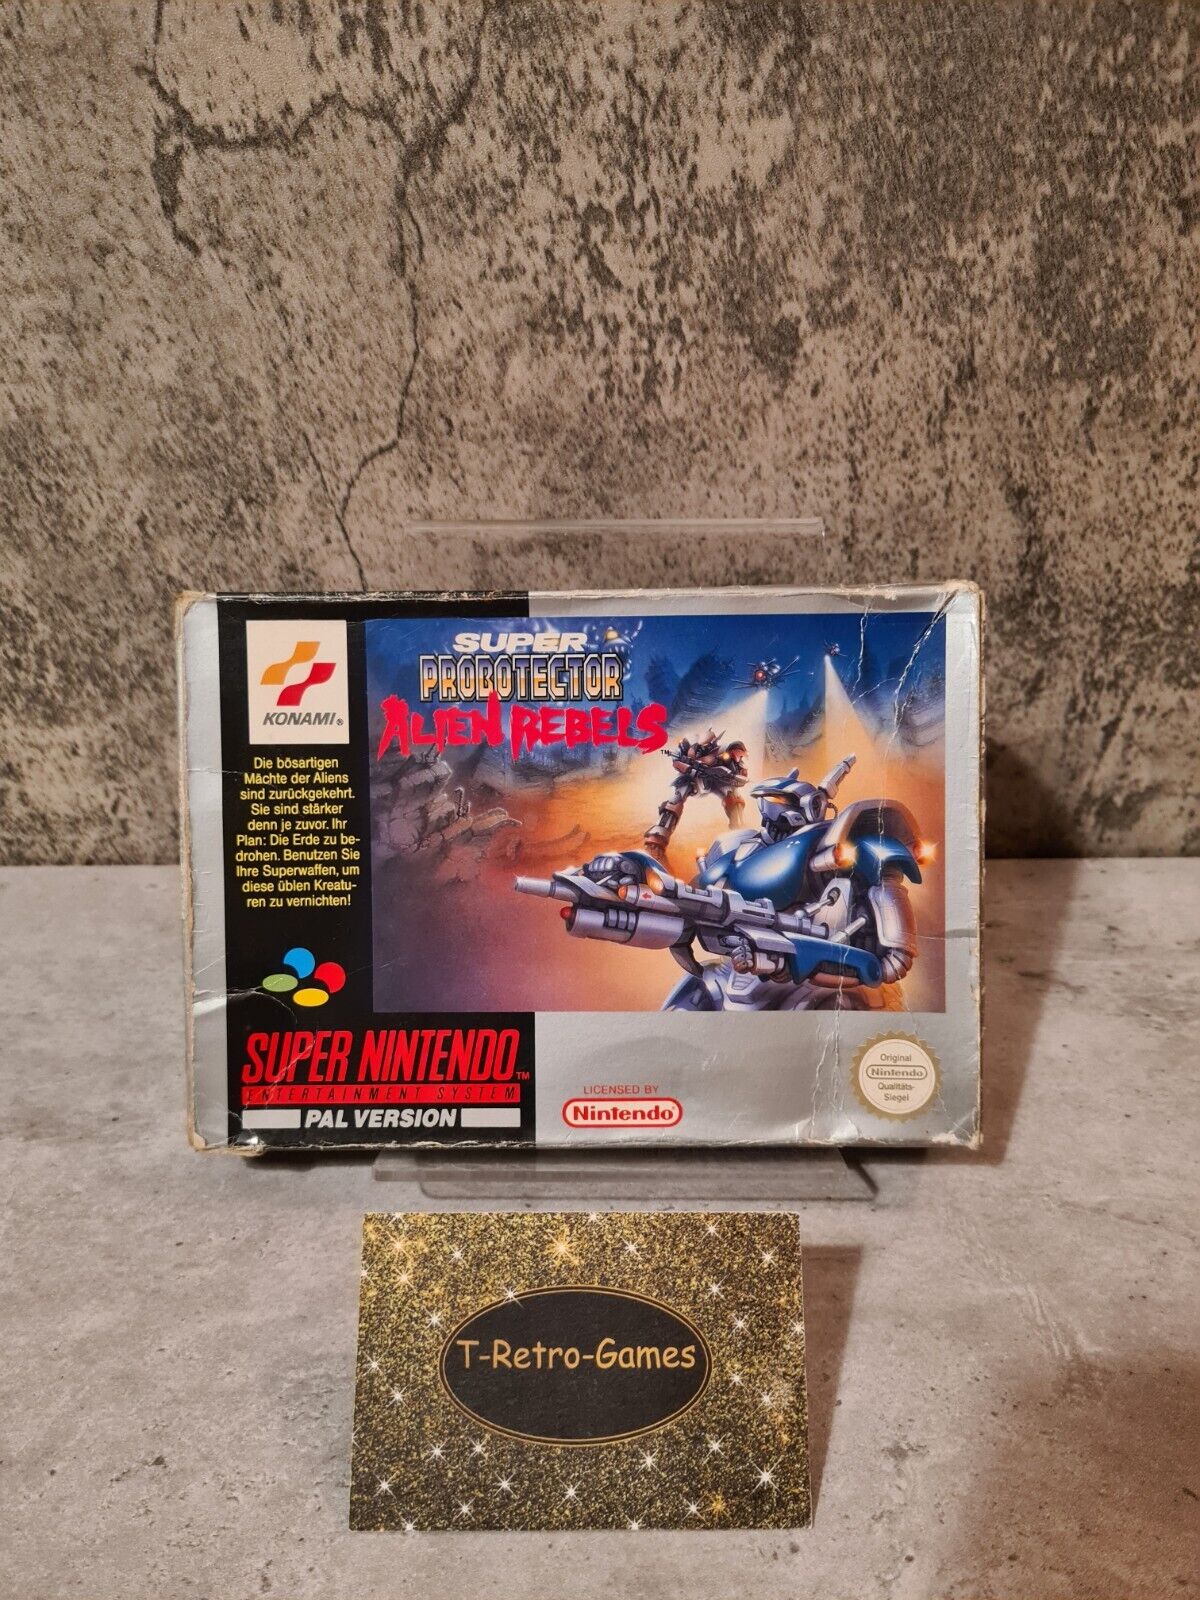 KONAMI®
Die bösartigen
Mächte der Aliens
sind zurückgekehrt.
Sie sind stärker
denn je zuvor. Ihr
Plan: Die Erde zu be-
drohen. Benutzen Sie
Ihre Superwaffen, um
diese üblen Kreatu-
ren zu vernichten!
SUPER
PROBOTECTOR
ALIEN REBELS™
SUPER NINTENDO™
ENTERTAINMENT SYSTEM
PAL VERSION
LICENSED BY
Nintendo®
Original
Nintendo
Qualitäts-
Siegel
T-Retro-Games